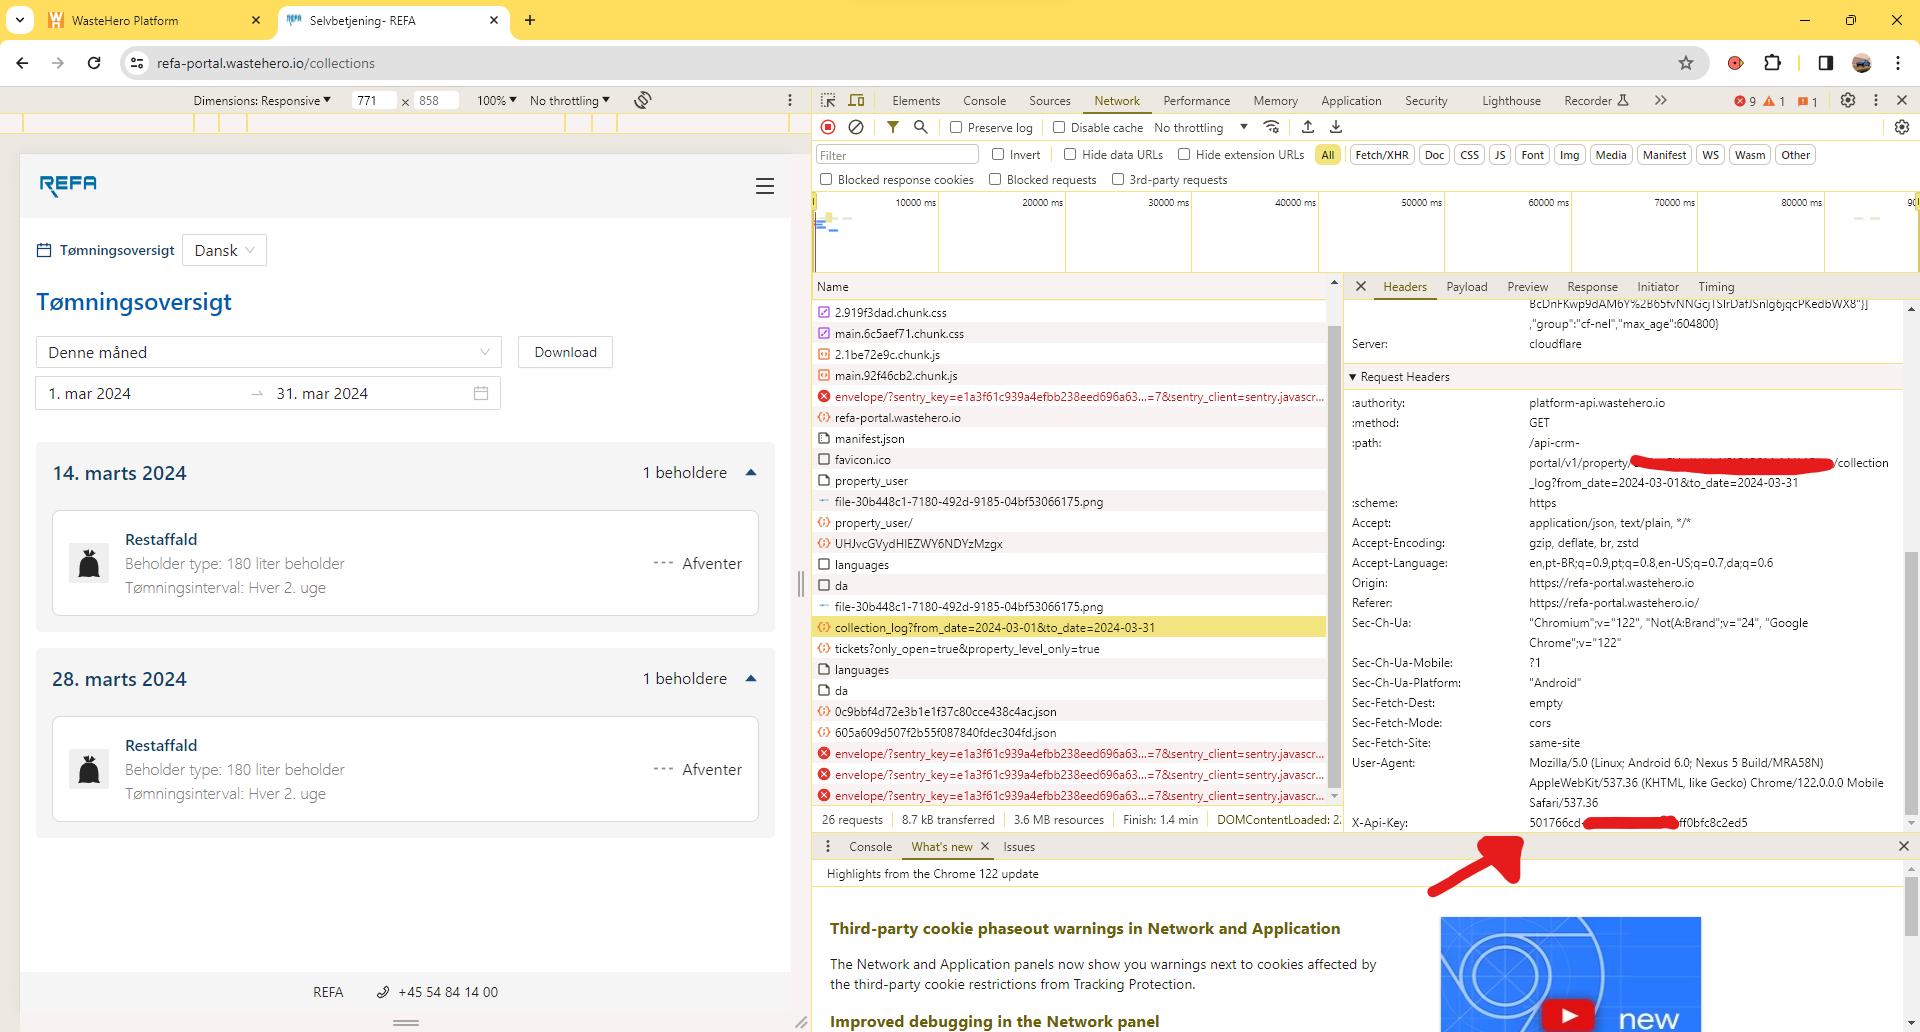 WasteHero Platform
Selvbetjening- REFA
refa-portal.wastehero.io/collections
Dimensions: Responsive
771
×
858
100%
No throttling
REFA
Tømningsoversigt
Dansk
Tømningsoversigt
Denne måned
Download
1. mar 2024
31. mar 2024
14. marts 2024
1 beholdere
Restaffald
Beholder type: 180 liter beholder
Tømningsinterval: Hver 2. uge
--- Afventer
28. marts 2024
1 beholdere
Restaffald
Beholder type: 180 liter beholder
Tømningsinterval: Hver 2. uge
--- Afventer
REFA
+45 54 84 14 00
Elements
Console
Sources
Network
Performance
Memory
Application
Security
Lighthouse
Recorder
9
1
1
Preserve log
Disable cache
No throttling
Filter
Invert
Hide data URLs
Hide extension URLs
All
Fetch/XHR
Doc
CSS
JS
Font
Img
Media
Manifest
WS
Wasm
Other
Blocked response cookies
Blocked requests
3rd-party requests
10000 ms
20000 ms
30000 ms
40000 ms
50000 ms
60000 ms
70000 ms
80000 ms
Name
2.919f3dad.chunk.css
main.6c5aef71.chunk.css
2.1be72e9c.chunk.js
main.92f46cb2.chunk.js
envelope/?sentry_key=e1a3f61c939a4efbb238eed696a63...=7&sentry_client=sentry.javascr...
refa-portal.wastehero.io
manifest.json
favicon.ico
property_user
file-30b448c1-7180-492d-9185-04bf53066175.png
property_user/
UHJvcGVydHlEZWY6NDYzMzgx
languages
da
file-30b448c1-7180-492d-9185-04bf53066175.png
collection_log?from_date=2024-03-01&to_date=2024-03-31
tickets?only_open=true&property_level_only=true
languages
da
0c9bbf4d72e3b1e1f37c80cce438c4ac.json
605a609d507f2b55f087840fdec304fd.json
envelope/?sentry_key=e1a3f61c939a4efbb238eed696a63...=7&sentry_client=sentry.javascr...
envelope/?sentry_key=e1a3f61c939a4efbb238eed696a63...=7&sentry_client=sentry.javascr...
envelope/?sentry_key=e1a3f61c939a4efbb238eed696a63...=7&sentry_client=sentry.javascr...
26 requests
8.7 kB transferred
3.6 MB resources
Finish: 1.4 min
DOMContentLoaded: 2
Headers
Payload
Preview
Response
Initiator
Timing
BcDnFKwp9dAM6Y%2B65fvNNGcjTSIrDafJSnlg6jqcPKedbWX8"}]
,"group":"cf-nel","max_age":604800}
Server: cloudflare
Request Headers
:authority: platform-api.wastehero.io
:method: GET
:path: /api-crm-
portal/v1/property/
/collection
_log?from_date=2024-03-01&to_date=2024-03-31
:scheme: https
Accept: application/json, text/plain, */*
Accept-Encoding: gzip, deflate, br, zstd
Accept-Language: en,pt-BR;q=0.9,pt;q=0.8,en-US;q=0.7,da;q=0.6
Origin: https://refa-portal.wastehero.io
Referer: https://refa-portal.wastehero.io/
Sec-Ch-Ua: "Chromium";v="122", "Not(A:Brand";v="24", "Google
Chrome";v="122"
Sec-Ch-Ua-Mobile: ?1
Sec-Ch-Ua-Platform: "Android"
Sec-Fetch-Dest: empty
Sec-Fetch-Mode: cors
Sec-Fetch-Site: same-site
User-Agent: Mozilla/5.0 (Linux; Android 6.0; Nexus 5 Build/MRA58N)
AppleWebKit/537.36 (KHTML, like Gecko) Chrome/122.0.0.0 Mobile
Safari/537.36
X-Api-Key: 501766cd-
ff0bfc8c2ed5
Console
What's new
Issues
Highlights from the Chrome 122 update
Third-party cookie phaseout warnings in Network and Application
The Network and Application panels now show you warnings next to cookies affected by
the third-party cookie restrictions from Tracking Protection.
Improved debugging in the Network panel
new